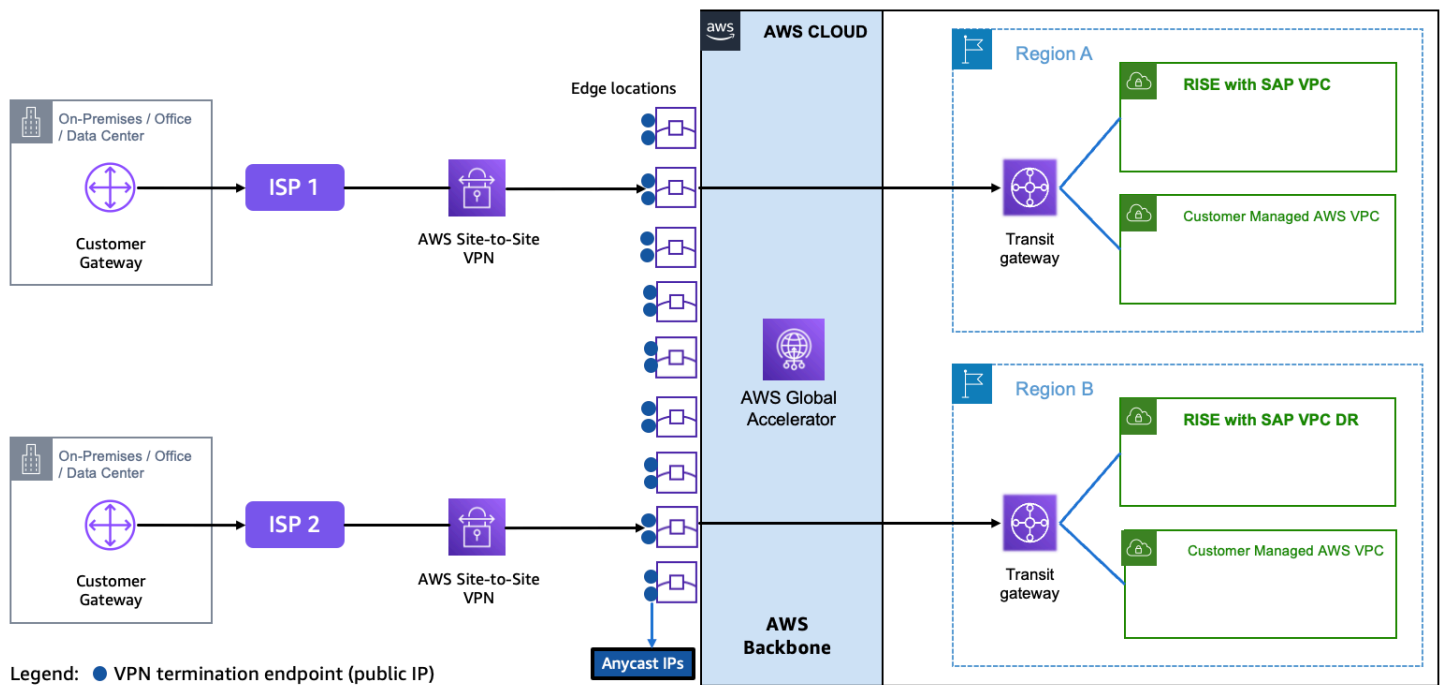 aws
AWS CLOUD
Region A
RISE with SAP VPC
Edge locations
On-Premises / Office
/ Data Center
ISP 1
Customer
Gateway
AWS Site-to-Site
VPN
Transit
gateway
Customer Managed AWS VPC
AWS Global
Accelerator
Region B
RISE with SAP VPC DR
On-Premises / Office
/ Data Center
ISP 2
Customer
Gateway
AWS Site-to-Site
VPN
Transit
gateway
Customer Managed AWS VPC
AWS
Backbone
Anycast IPs
Legend: VPN termination endpoint (public IP)